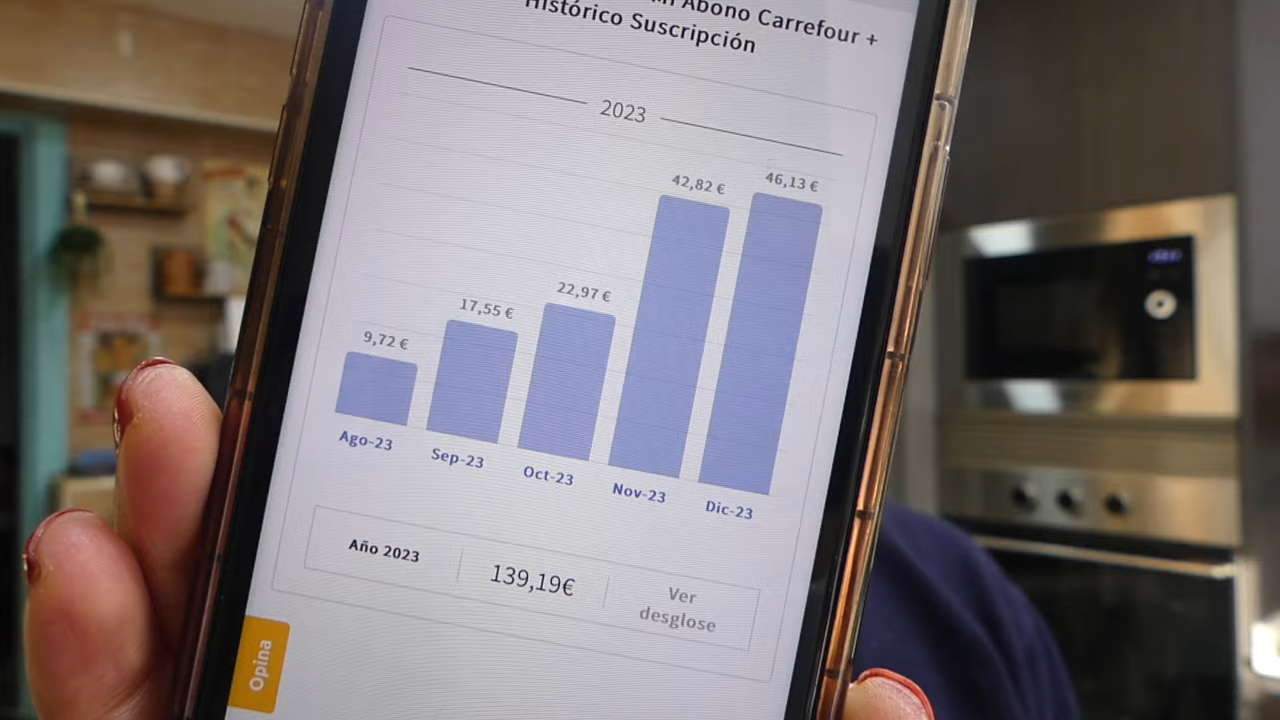 Abono Carrefour +
Histórico Suscripción
2023
9,72 €
17,55 €
22,97 €
42,82 €
46,13 €
Ago-23
Sep-23
Oct-23
Nov-23
Dic-23
Año 2023
139,19€
Ver
desglose
Opina